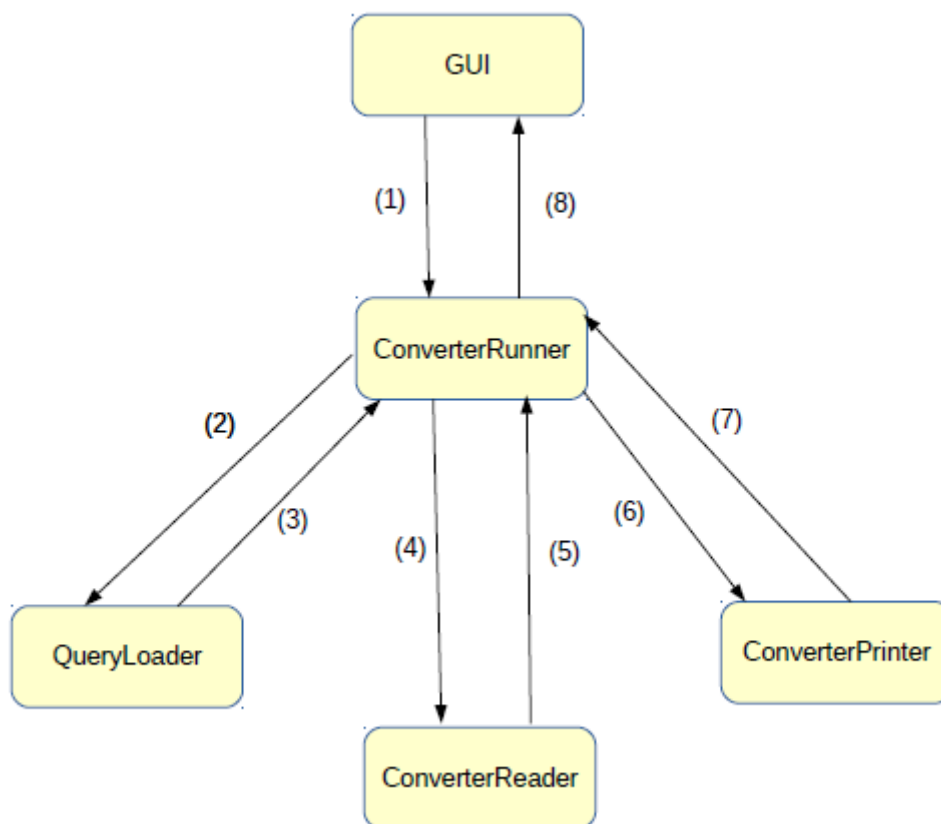 GUI
(1)
(8)
ConverterRunner
(2)
(7)
(3)
(6)
(4)
(5)
QueryLoader
ConverterPrinter
ConverterReader